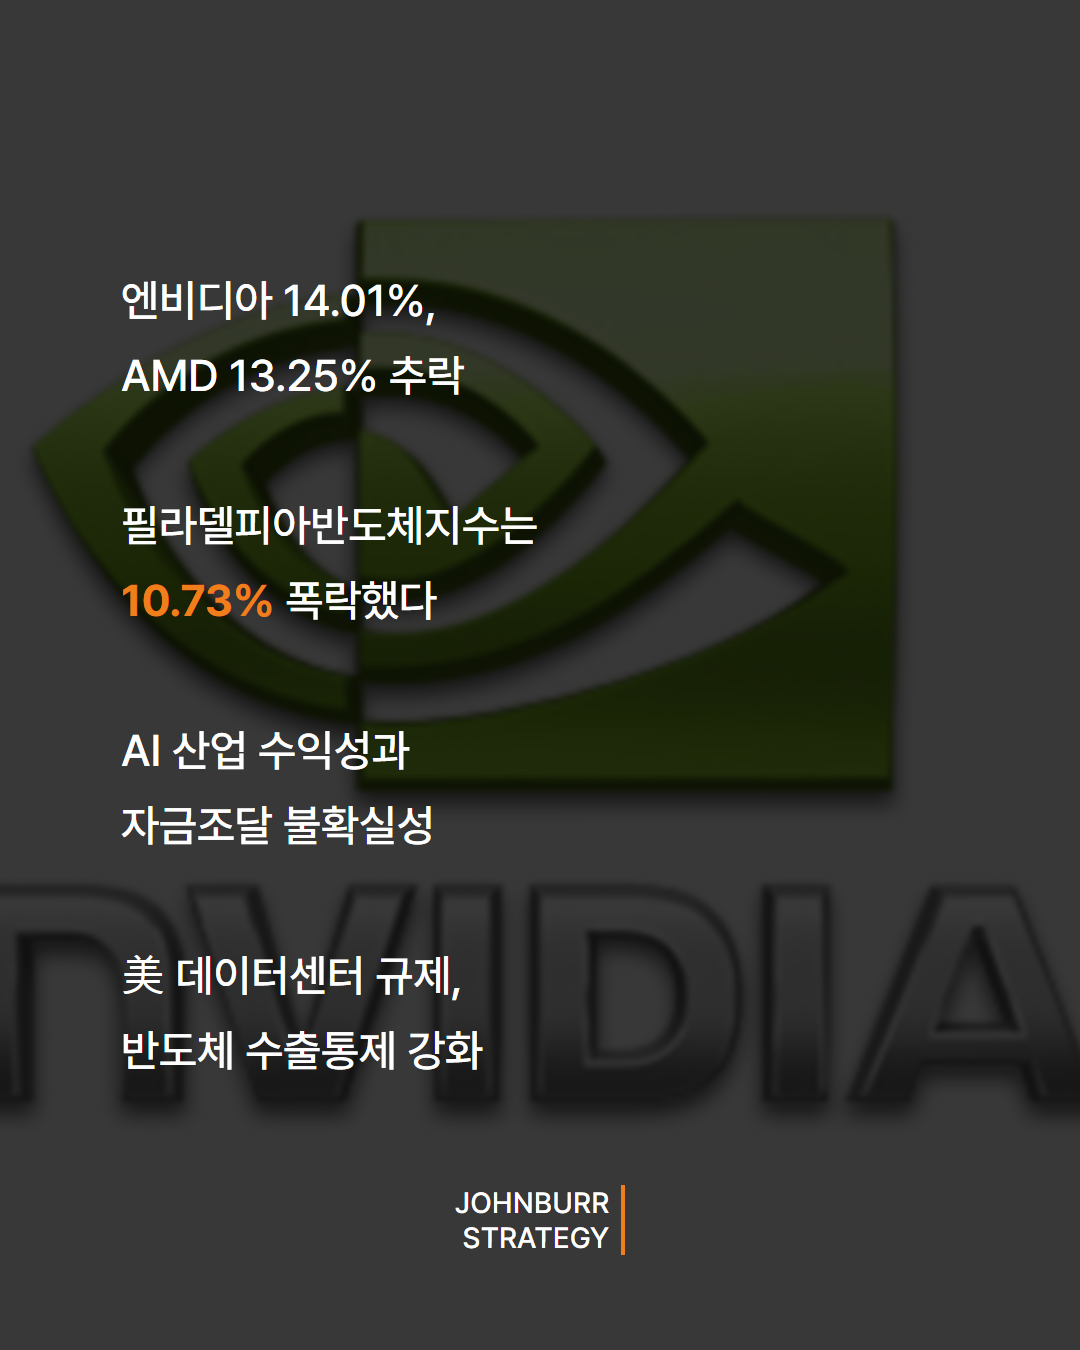 엔비디아 14.01%,
AMD 13.25% 추락
필라델피아반도체지수는
10.73% 폭락했다
AI 산업 수익성과
자금조달 불확실성
美 데이터센터 규제,
반도체 수출통제 강화
NVIDIA
JOHNBURR
STRATEGY